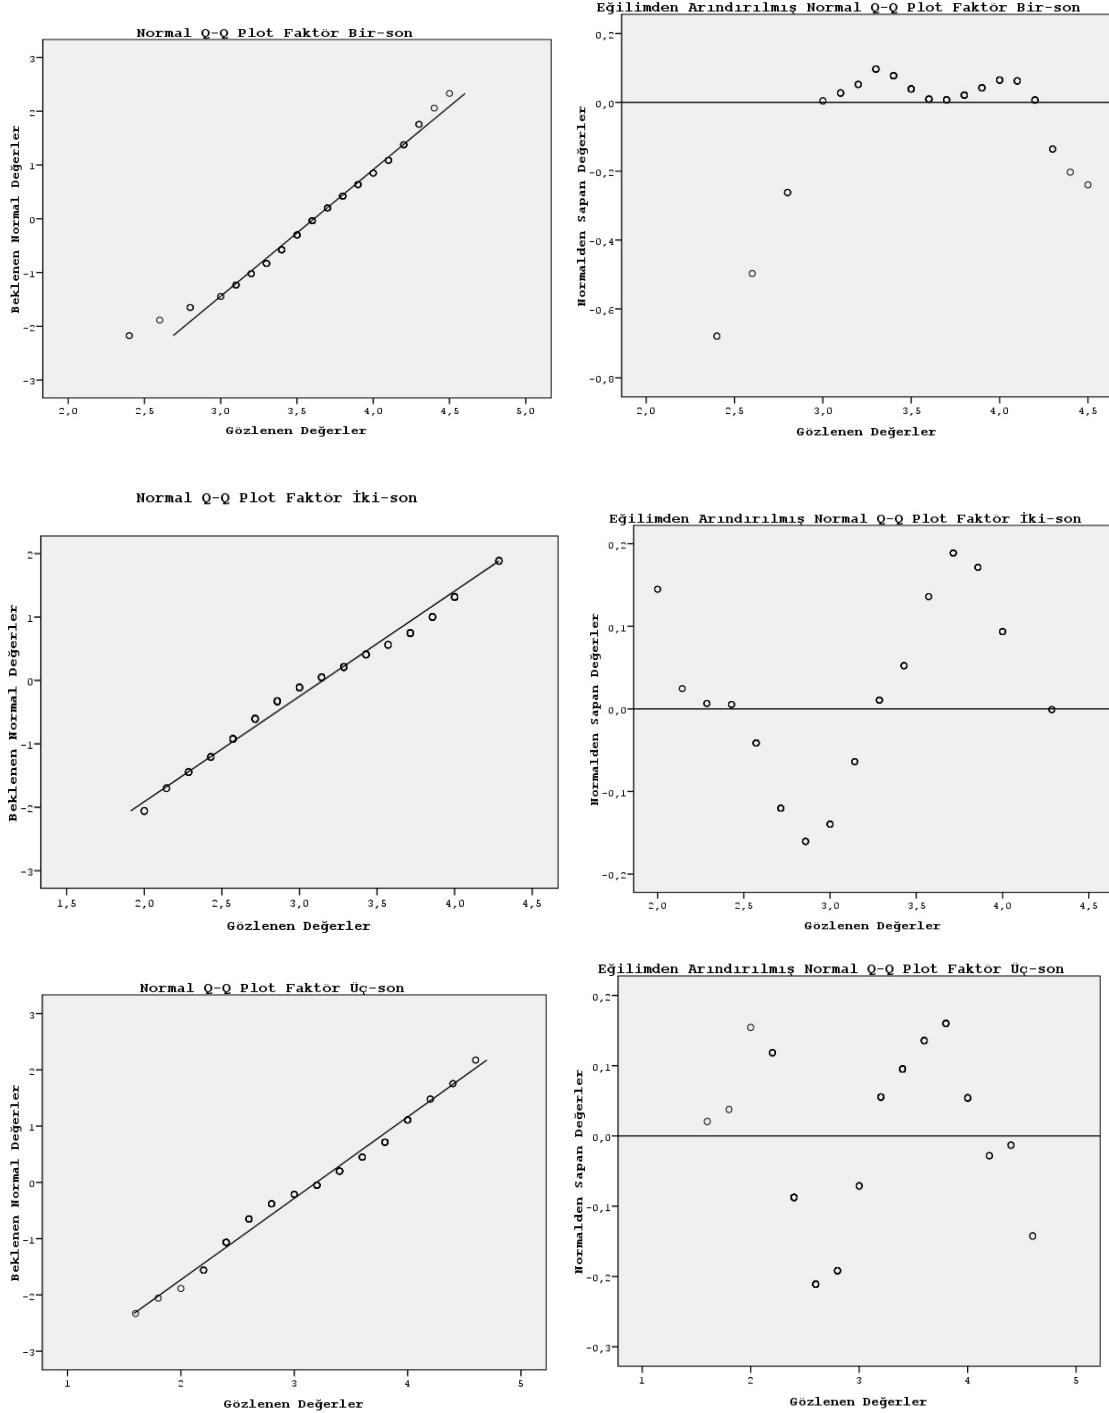 Normal Q-Q Plot Faktör Bir-son
Beklenen Normal Değerler
3
2
1
0
-1
-2
-3
2,0 2,5 3,0 3,5 4,0 4,5 5,0
Gözlenen Değerler
Eğilimden Arındırılmış Normal Q-Q Plot Faktör Bir-son
Normalden Sapan Değerler
0,2
0,0
-0,2
-0,4
-0,6
-0,8
2,0 2,5 3,0 3,5 4,0 4,5
Gözlenen Değerler
Normal Q-Q Plot Faktör İki-son
Beklenen Normal Değerler
2
1
0
-1
-2
-3
1,5 2,0 2,5 3,0 3,5 4,0 4,5
Gözlenen Değerler
Eğilimden Arındırılmış Normal Q-Q Plot Faktör İki-son
Normalden Sapan Değerler
0,2
0,1
0,0
-0,1
-0,2
2,0 2,5 3,0 3,5 4,0 4,5
Gözlenen Değerler
Normal Q-Q Plot Faktör Üç-son
Beklenen Normal Değerler
3
2
1
0
-1
-2
-3
1 2 3 4 5
Gözlenen Değerler
Eğilimden Arındırılmış Normal Q-Q Plot Faktör Üç-son
Normalden Sapan Değerler
0,2
0,1
0,0
-0,1
-0,2
-0,3
1 2 3 4 5
Gözlenen Değerler